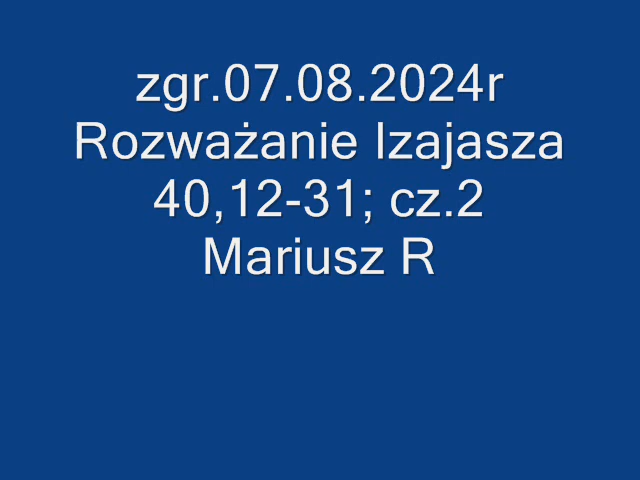 zgr.07.08.2024r
Rozważanie Izajasza
40,12-31; cz.2
Mariusz R